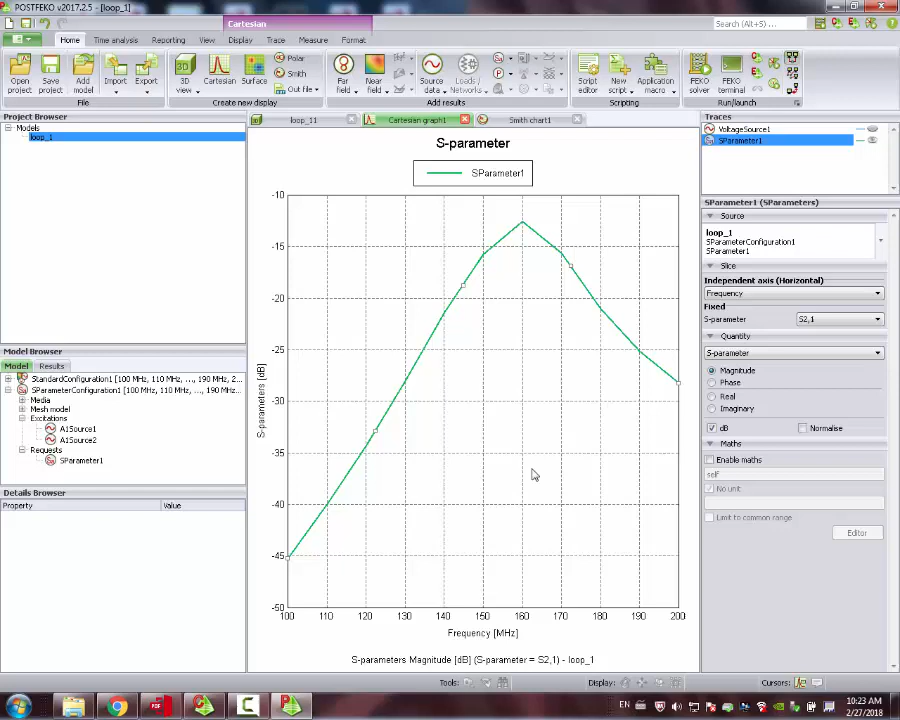 POSTFEKO v2017.2.5 - [loop_1]
Cartesian
Search (Alt+S) . . .
Home
Time analysis
Reporting
View
Display
Trace
Measure
Format
Open project
Save project
Add model
Import
Export
3D view
Cartesian
Surface
Polar
Smith
Out file
Far field
Near field
Source data
Loads / Networks
Script editor
New script
Application macro
FEKO solver
FEKO terminal
File
Create new display
Add results
Scripting
Run/launch
Project Browser
Models
loop_1
loop_11
Cartesian graph1
Smith chart1
Traces
VoltageSource1
SParameter1
S-parameter
SParameter1
-10
-15
-20
-25
-30
-35
-40
-45
-50
S-parameters [dB]
100 110 120 130 140 150 160 170 180 190 200
Frequency [MHz]
S-parameters Magnitude [dB] (S-parameter = S2,1) - loop_1
SParameter1 (SParameters)
Source
loop_1
SParameterConfiguration1
SParameter1
Slice
Independent axis (Horizontal)
Frequency
Fixed
S-parameter
S2,1
Quantity
S-parameter
Magnitude
Phase
Real
Imaginary
dB
Normalise
Maths
Enable maths
self
No unit
Limit to common range
Editor
Model Browser
Model
Results
StandardConfiguration1 [100 MHz, 110 MHz, ..., 190 MHz, 2...
SParameterConfiguration1 [100 MHz, 110 MHz, ..., 190 MHz,...
Media
Mesh model
Excitations
A1Source1
A1Source2
Requests
SParameter1
Details Browser
Property
Value
Tools:
Display:
Cursors:
PDF
EN
10:23 AM
2/27/2018